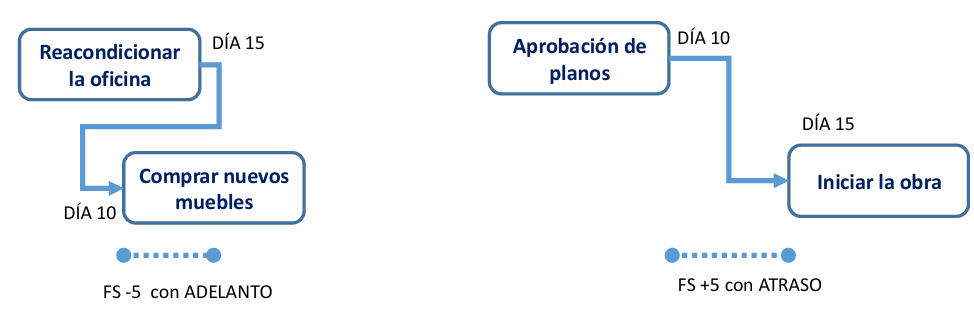 Reacondicionar
la oficina
DÍA 15
Comprar nuevos
muebles
DÍA 10
FS -5 con ADELANTO
Aprobación de
planos
DÍA 10
DÍA 15
Iniciar la obra
FS +5 con ATRASO